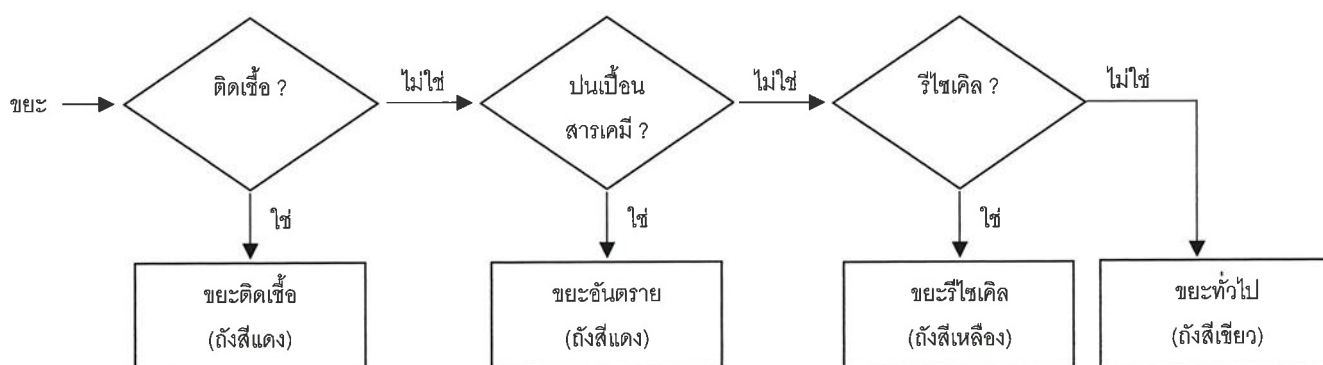 ขยะ
ติดเชื้อ ?
ไม่ใช่
ปนเปื้อน
สารเคมี ?
ไม่ใช่
รีไซเคิล ?
ไม่ใช่
ใช่
ใช่
ใช่
ขยะติดเชื้อ
(ถังสีแดง)
ขยะอันตราย
(ถังสีแดง)
ขยะรีไซเคิล
(ถังสีเหลือง)
ขยะทั่วไป
(ถังสีเขียว)